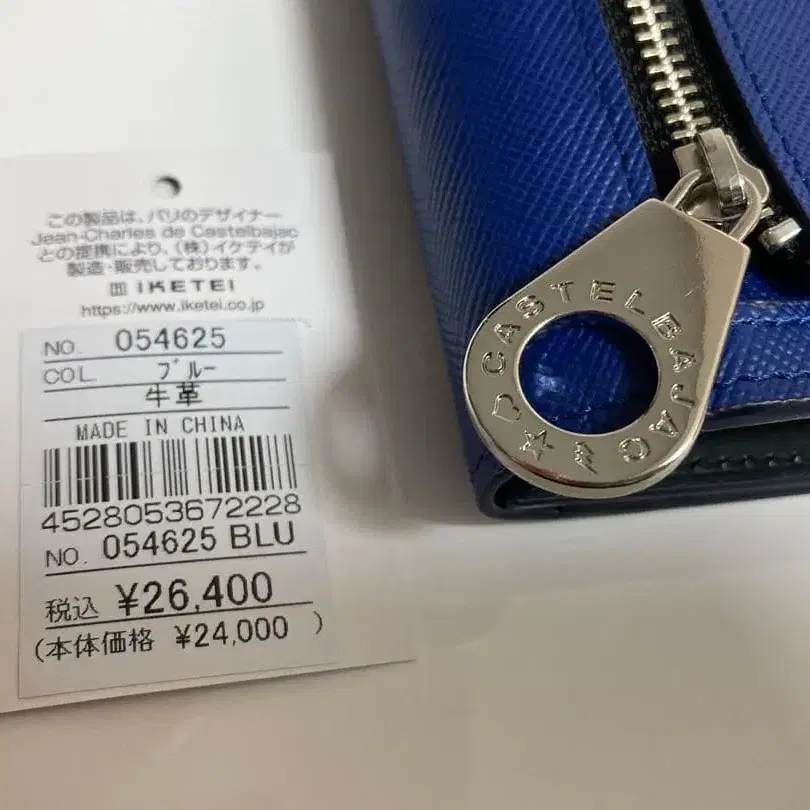 この製品は、パリのデザイナー
Jean-Charles de Castelbajac
との提携により、(株)イケテイが
製造・販売しております。
IKETEI
https://www.iketei.co.jp
NO. 054625
COL. ﾌﾞﾙｰ
牛革
MADE IN CHINA
4528053672228
NO. 054625 BLU
税込 ¥26,400
(本体価格 ¥24,000 )
CASTELBAJAC